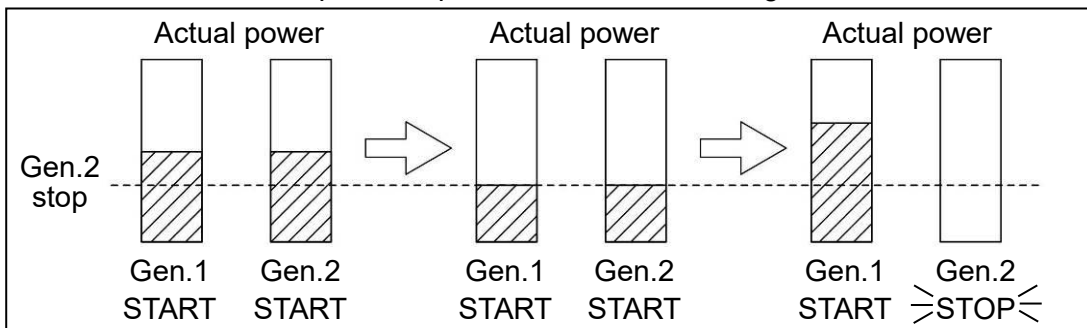 Actual power
Actual power
Actual power
Gen.2
stop
Gen.1
Gen.2
Gen.1
Gen.2
Gen.1
Gen.2
START
START
START
START
START
STOP